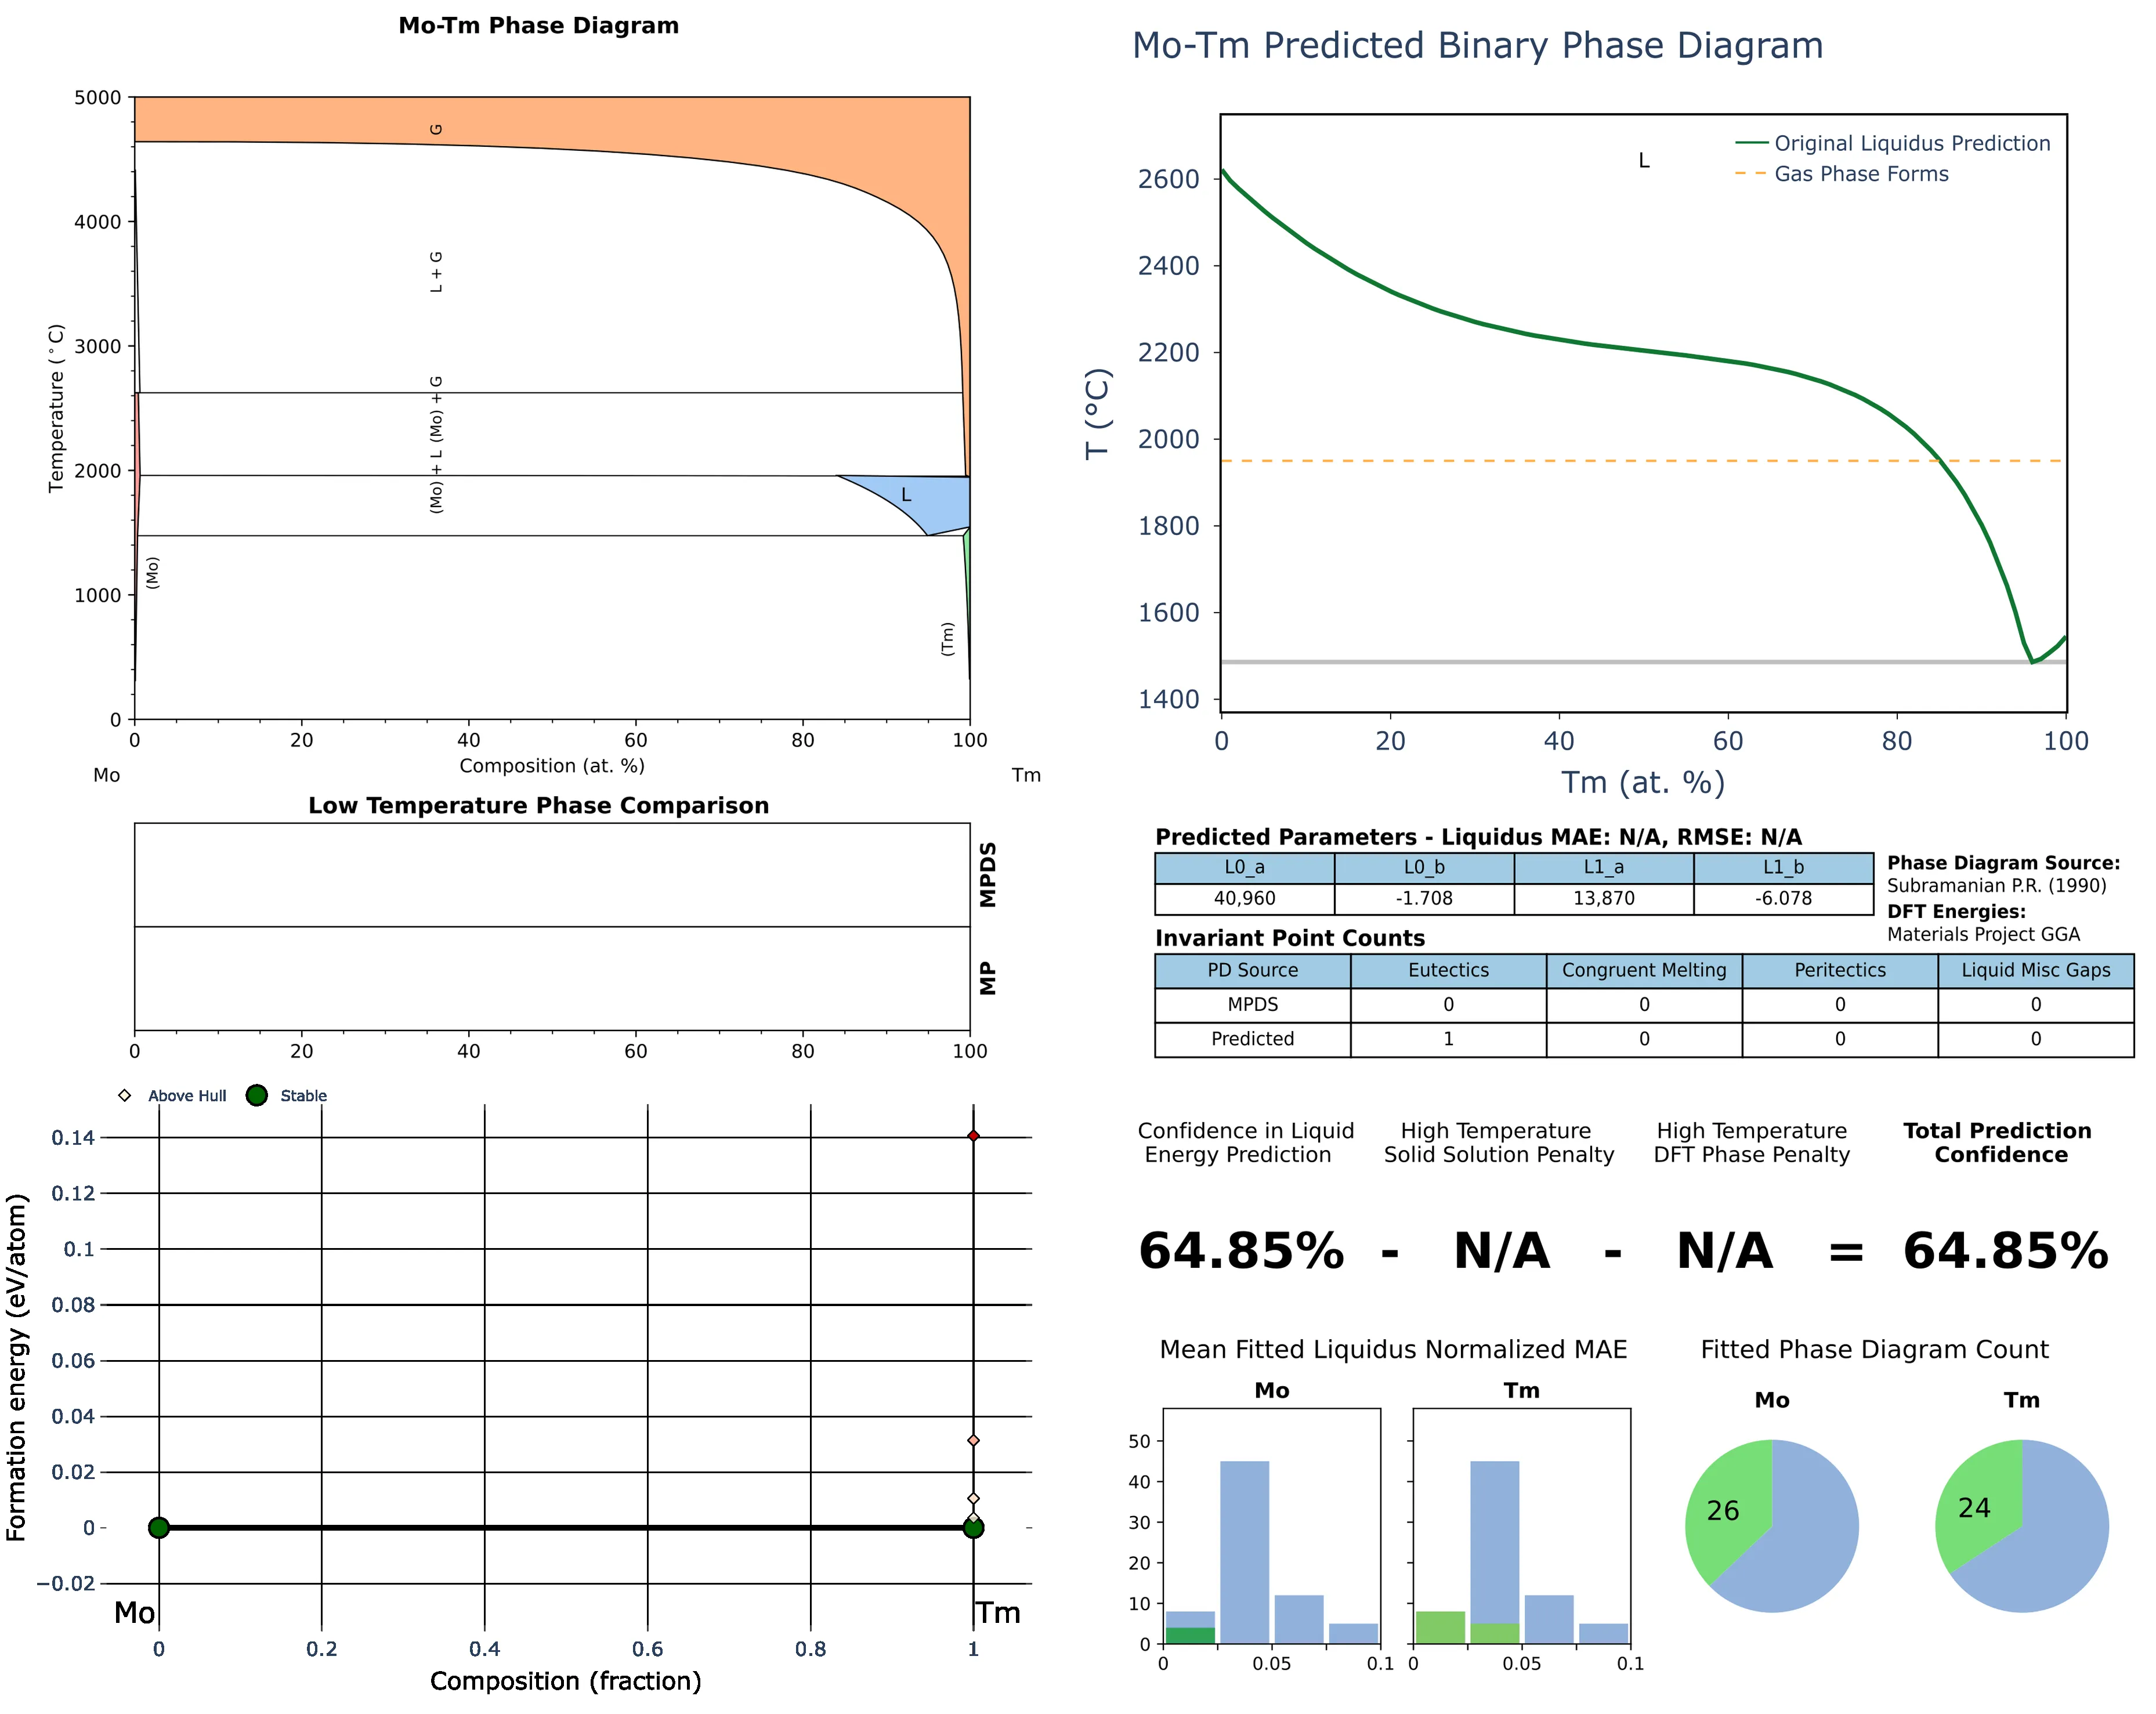 Mo-Tm Phase Diagram
5000
4000
3000
2000
1000
0
Temperature (°C)
G
L + G
(Mo) + G
(Mo) + L
L
(Mo)
(Tm)
0 20 40 60 80 100
Composition (at. %)
Mo Tm
Low Temperature Phase Comparison
MPDS
MP
0 20 40 60 80 100
Above Hull Stable
0.14
0.12
0.1
0.08
0.06
0.04
0.02
0
−0.02
Formation energy (eV/atom)
Mo Tm
0 0.2 0.4 0.6 0.8 1
Composition (fraction)
Mo-Tm Predicted Binary Phase Diagram
L
Original Liquidus Prediction
Gas Phase Forms
2600
2400
2200
2000
1800
1600
1400
T (°C)
0 20 40 60 80 100
Tm (at. %)
Predicted Parameters - Liquidus MAE: N/A, RMSE: N/A
L0_a L0_b L1_a L1_b
40,960 -1.708 13,870 -6.078
Phase Diagram Source:
Subramanian P.R. (1990)
DFT Energies:
Materials Project GGA
Invariant Point Counts
PD Source Eutectics Congruent Melting Peritectics Liquid Misc Gaps
MPDS 0 0 0 0
Predicted 1 0 0 0
Confidence in Liquid
Energy Prediction
High Temperature
Solid Solution Penalty
High Temperature
DFT Phase Penalty
Total Prediction
Confidence
64.85% - N/A - N/A = 64.85%
Mean Fitted Liquidus Normalized MAE
Mo Tm
50
40
30
20
10
0
0 0.05 0.1 0 0.05 0.1
Fitted Phase Diagram Count
Mo Tm
26 24